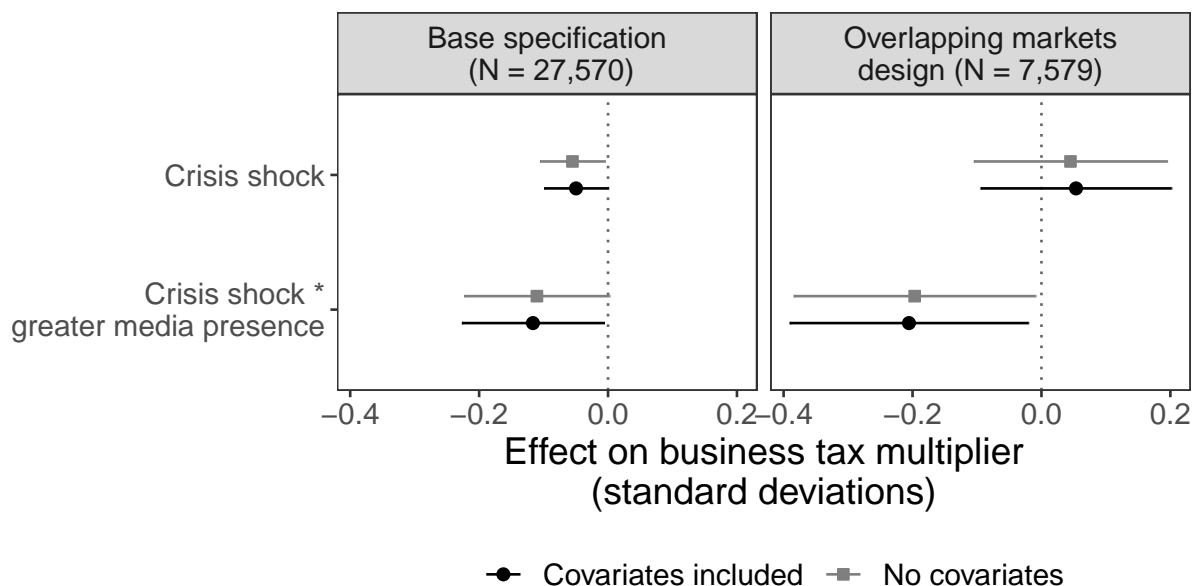 Base specification
(N = 27,570)
Overlapping markets
design (N = 7,579)
Crisis shock
Crisis shock *
greater media presence
−0.4 −0.2 0.0 0.2 −0.4 −0.2 0.0 0.2
Effect on business tax multiplier
(standard deviations)
Covariates included No covariates